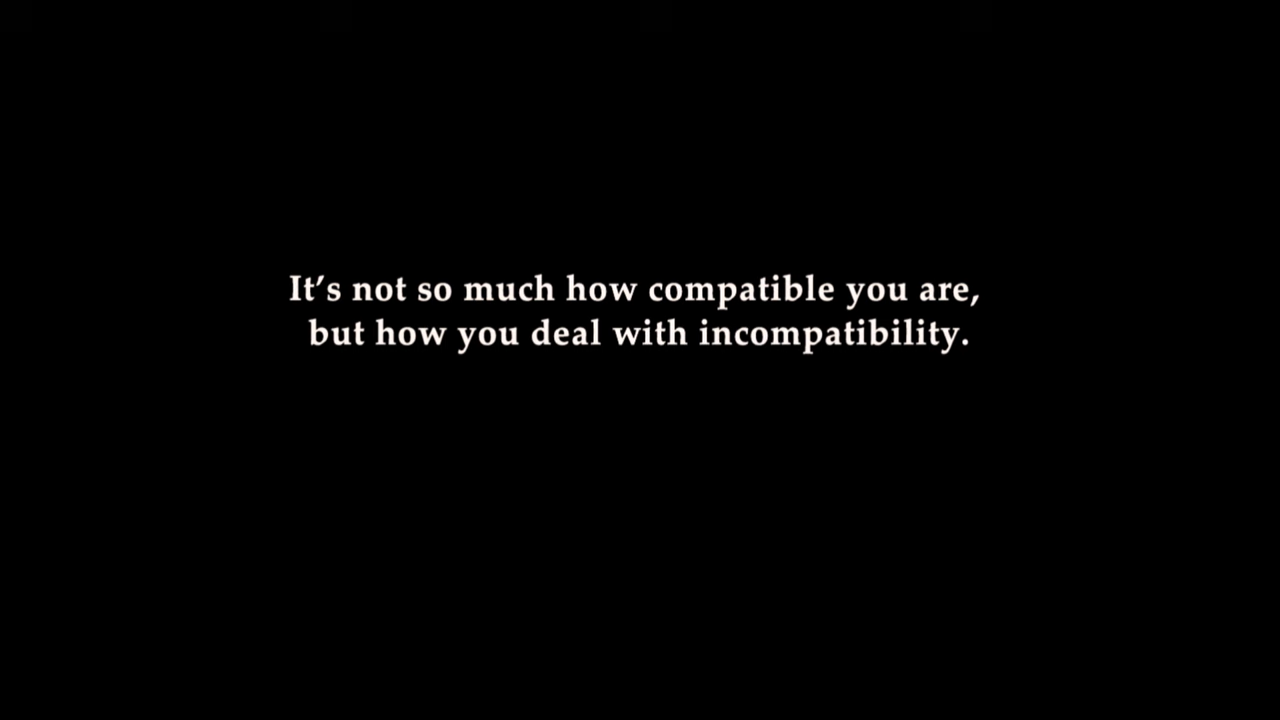 It’s not so much how compatible you are,
but how you deal with incompatibility.